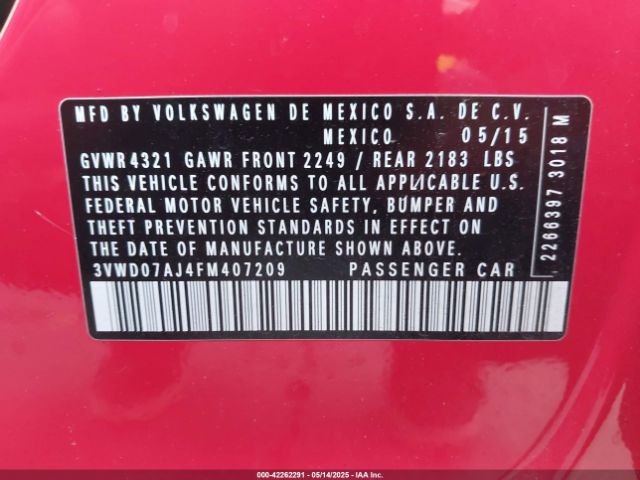 MFD BY VOLKSWAGEN DE MEXICO S.A. DE C.V.
MEXICO 05/15
GVWR 4321 GAWR FRONT 2249 / REAR 2183 LBS
THIS VEHICLE CONFORMS TO ALL APPLICABLE U.S.
FEDERAL MOTOR VEHICLE SAFETY, BUMPER AND
THEFT PREVENTION STANDARDS IN EFFECT ON
THE DATE OF MANUFACTURE SHOWN ABOVE.
3VWD07AJ4FM407209 PASSENGER CAR
2266397 3018 M
000-42262291 - 05/14/2025 - IAA Inc.